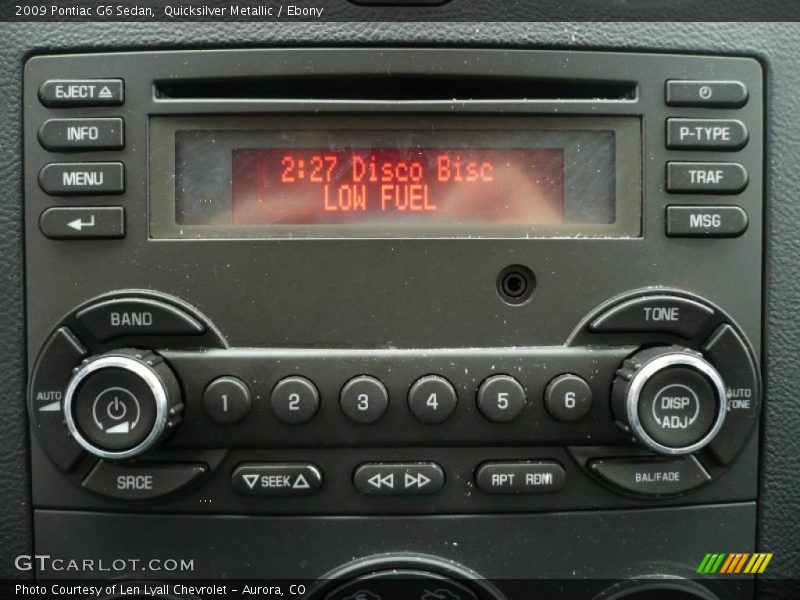 2009 Pontiac G6 Sedan,  Quicksilver Metallic / Ebony
EJECT
INFO
MENU
2:27 Disco Bisc
LOW FUEL
P-TYPE
TRAF
MSG
BAND
TONE
AUTO
1 2 3 4 5 6
DISP
ADJ
AUTO
TONE
SRCE
SEEK
RPT RDM
BAL/FADE
GTCARLOT.COM
Photo Courtesy of Len Lyall Chevrolet - Aurora, CO